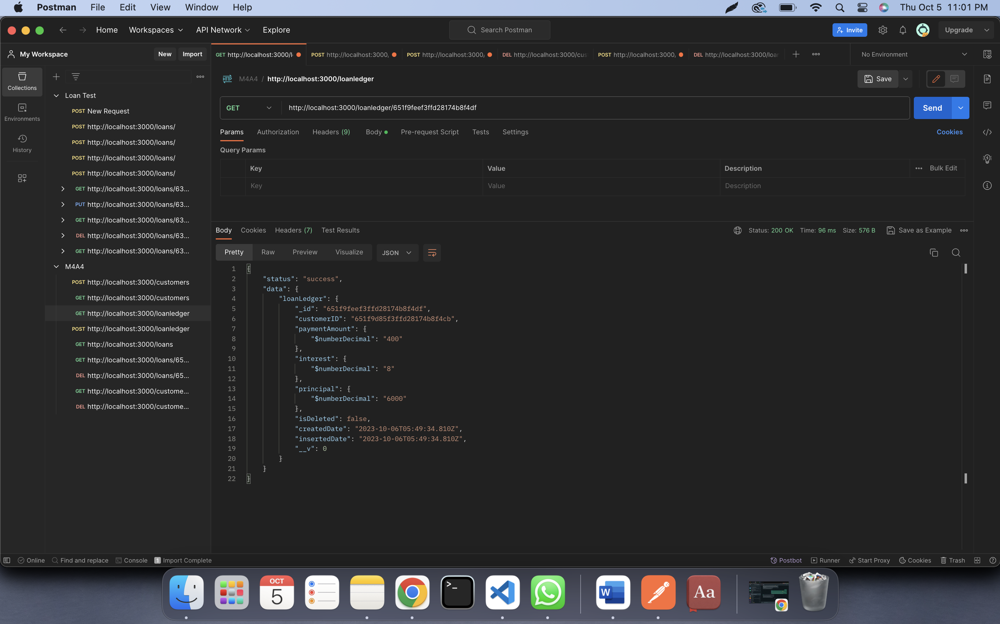 Postman File Edit View Window Help Thu Oct 5 11:01 PM
Home Workspaces API Network Explore Search Postman Invite Upgrade
My Workspace New Import
GET http://localhost:3000/l POST http://localhost:3000, POST http://localhost:3000, DEL http://localhost:3000/cus POST http://localhost:3000, DEL http://localhost:3000/loar No Environment
Collections
Environments
History
Loan Test
POST New Request
POST http://localhost:3000/loans/
POST http://localhost:3000/loans/
POST http://localhost:3000/loans/
POST http://localhost:3000/loans/
GET http://localhost:3000/loans/63...
PUT http://localhost:3000/loans/63...
GET http://localhost:3000/loans/63...
DEL http://localhost:3000/loans/63...
GET http://localhost:3000/loans/63...
M4A4
POST http://localhost:3000/customers
GET http://localhost:3000/customers
GET http://localhost:3000/loanledger
POST http://localhost:3000/loanledger
GET http://localhost:3000/loans
GET http://localhost:3000/loans/65...
DEL http://localhost:3000/loans/65...
GET http://localhost:3000/custome...
DEL http://localhost:3000/custome...
HTTP M4A4 / http://localhost:3000/loanledger Save
GET http://localhost:3000/loanledger/651f9feef3ffd28174b8f4df Send
Params Authorization Headers (9) Body Pre-request Script Tests Settings Cookies
Query Params
Key Value Description Bulk Edit
Key Value Description
Body Cookies Headers (7) Test Results Status: 200 OK Time: 96 ms Size: 576 B Save as Example
Pretty Raw Preview Visualize JSON
1 {
2 "status": "success",
3 "data": {
4 "loanLedger": {
5 "_id": "651f9feef3ffd28174b8f4df",
6 "customerID": "651f9d85f3ffd28174b8f4cb",
7 "paymentAmount": {
8 "$numberDecimal": "400"
9 },
10 "interest": {
11 "$numberDecimal": "8"
12 },
13 "principal": {
14 "$numberDecimal": "6000"
15 },
16 "isDeleted": false,
17 "createdDate": "2023-10-06T05:49:34.810Z",
18 "insertedDate": "2023-10-06T05:49:34.810Z",
19 "__v": 0
20 }
21 }
22 }
Online Find and replace Console 1 Import Complete Postbot Runner Start Proxy Cookies Trash
OCT
5
>_
W
Aa